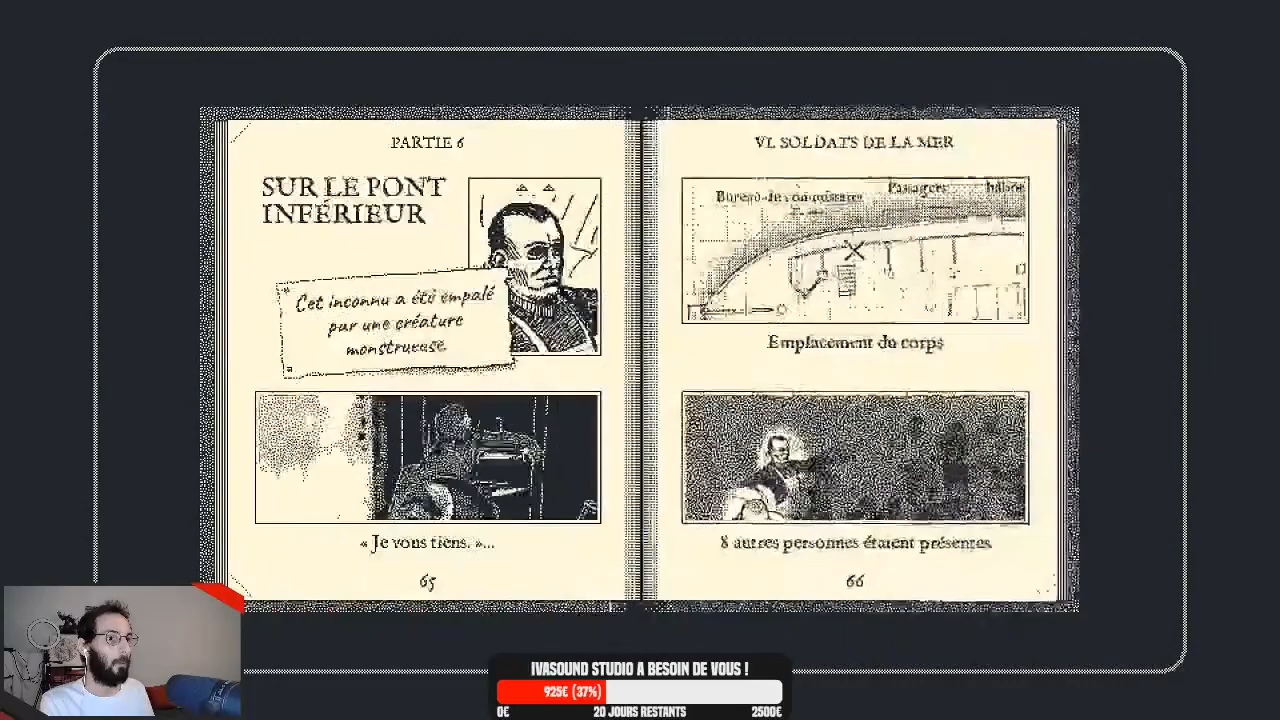 PARTIE 6
SUR LE PONT
INFÉRIEUR
Cet inconnu a été empalé
par une créature
monstrueuse
« Je vous tiens. »...
65
VI. SOLDATS DE LA MER
Bureau de
Passagers
Emplacement du corps
8 autres personnes étaient présentes.
66
IVASOUND STUDIO A BESOIN DE VOUS !
925€ (37%)
0€ 20 JOURS RESTANTS 2500€